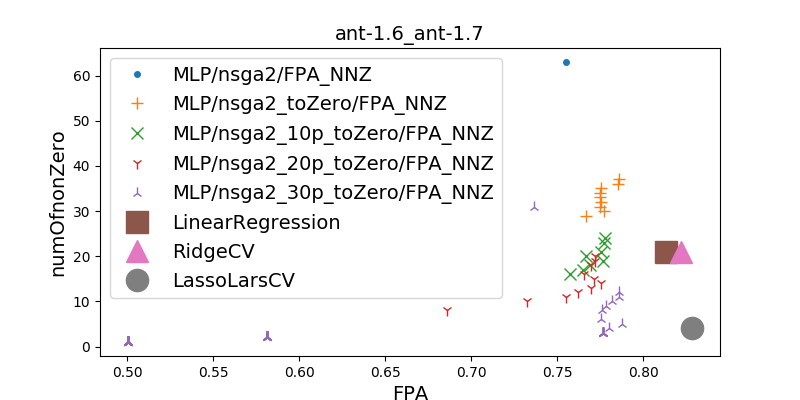 ant-1.6_ant-1.7
MLP/nsga2/FPA_NNZ
MLP/nsga2_toZero/FPA_NNZ
MLP/nsga2_10p_toZero/FPA_NNZ
MLP/nsga2_20p_toZero/FPA_NNZ
MLP/nsga2_30p_toZero/FPA_NNZ
LinearRegression
RidgeCV
LassoLarsCV
numOfnonZero
60
50
40
30
20
10
0
0.50 0.55 0.60 0.65 0.70 0.75 0.80
FPA